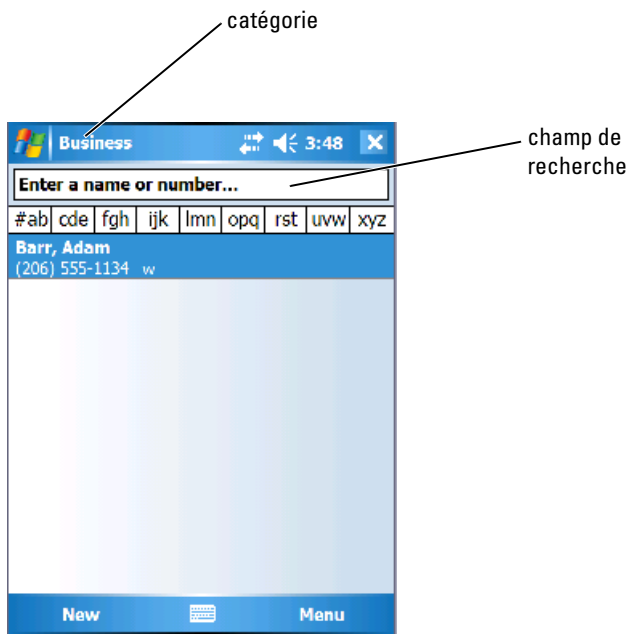 catégorie
Business 3:48
champ de
recherche
Enter a name or number...
#ab cde fgh ijk lmn opq rst uvw xyz
Barr, Adam
(206) 555-1134 w
New Menu